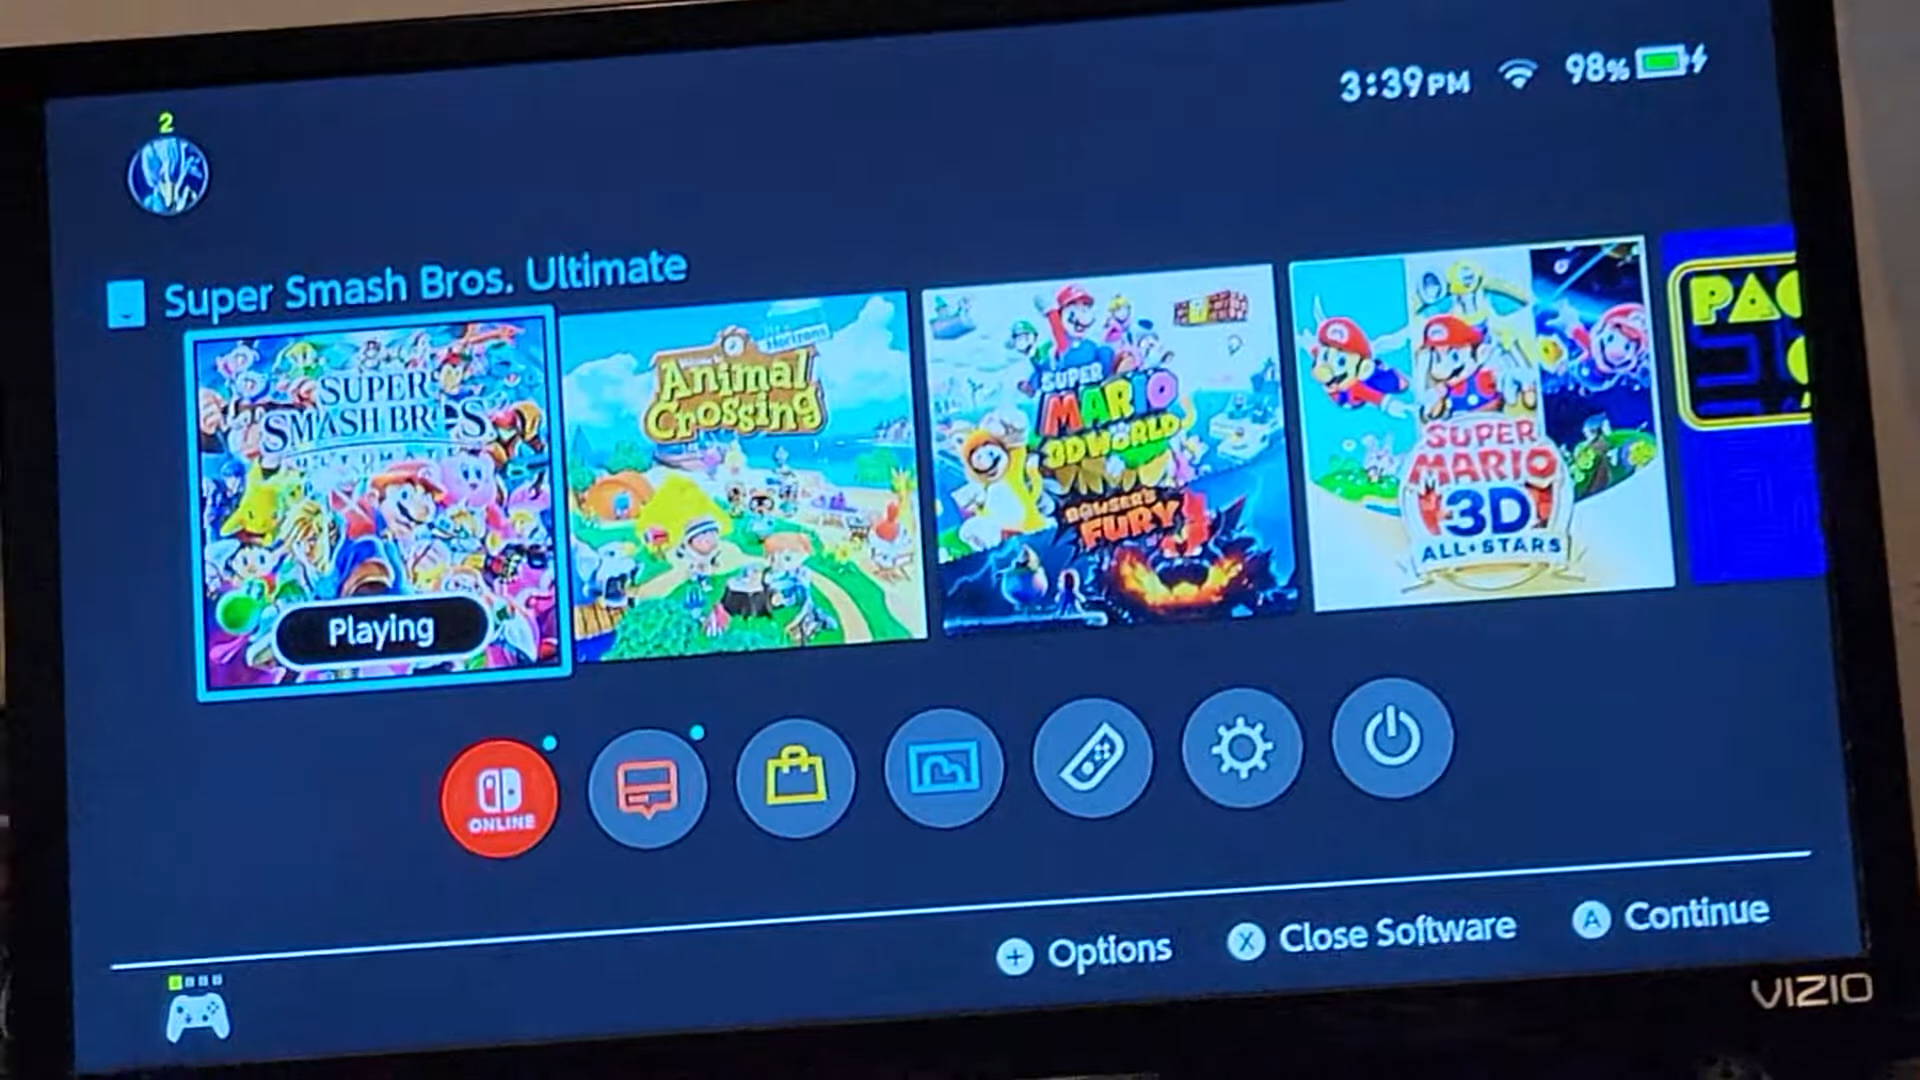 3:39PM 98%
2
Super Smash Bros. Ultimate
SUPER
SMASH BROS
ULTIMATE
Playing
Horizons
Animal
Crossing
SUPER
MARIO
3D WORLD
BOWSER'S
FURY
SUPER
MARIO
3D
ALL★STARS
PAC
ONLINE
+ Options X Close Software A Continue
VIZIO